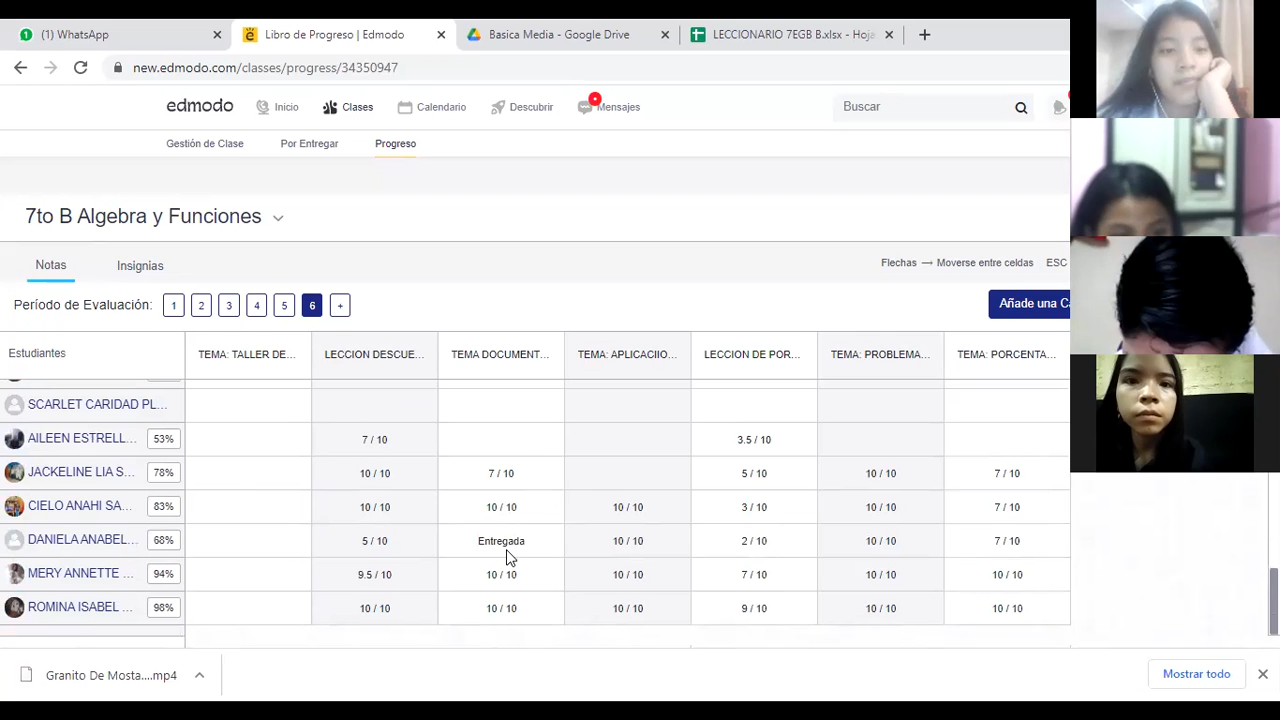 (1) WhatsApp
Libro de Progreso | Edmodo
Basica Media - Google Drive
LECCIONARIO 7EGB B.xlsx - Hoja
new.edmodo.com/classes/progress/34350947
edmodo
Inicio
Clases
Calendario
Descubrir
Mensajes
Buscar
Gestión de Clase
Por Entregar
Progreso
7to B Algebra y Funciones
Notas
Insignias
Flechas → Moverse entre celdas ESC
Período de Evaluación: 1 2 3 4 5 6 +
Añade una Ca
Estudiantes TEMA: TALLER DE... LECCION DESCUE... TEMA DOCUMENT... TEMA: APLICACIIO... LECCION DE POR... TEMA: PROBLEMA... TEMA: PORCENTA...
SCARLET CARIDAD PL...
AILEEN ESTRELL... 53% 7 / 10 3.5 / 10
JACKELINE LIA S... 78% 10 / 10 7 / 10 5 / 10 10 / 10 7 / 10
CIELO ANAHI SA... 83% 10 / 10 10 / 10 10 / 10 3 / 10 10 / 10 7 / 10
DANIELA ANABEL... 68% 5 / 10 Entregada 10 / 10 2 / 10 10 / 10 7 / 10
MERY ANNETTE ... 94% 9.5 / 10 10 / 10 10 / 10 7 / 10 10 / 10 10 / 10
ROMINA ISABEL ... 98% 10 / 10 10 / 10 10 / 10 9 / 10 10 / 10 10 / 10
Granito De Mosta....mp4
Mostrar todo